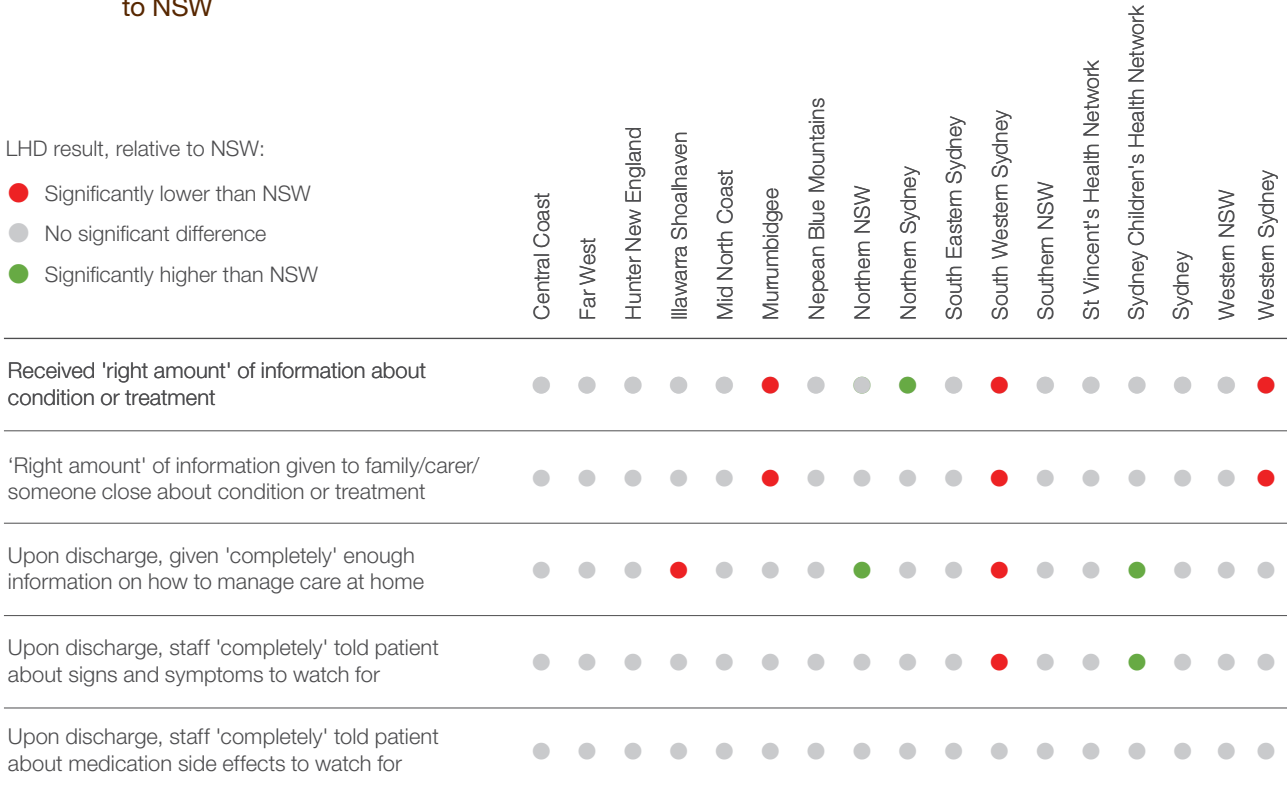 to NSW
LHD result, relative to NSW:
Significantly lower than NSW
No significant difference
Significantly higher than NSW
Central Coast
Far West
Hunter New England
Illawarra Shoalhaven
Mid North Coast
Murrumbidgee
Nepean Blue Mountains
Northern NSW
Northern Sydney
South Eastern Sydney
South Western Sydney
Southern NSW
St Vincent's Health Network
Sydney Children's Health Network
Sydney
Western NSW
Western Sydney
Received 'right amount' of information about
condition or treatment
‘Right amount' of information given to family/carer/
someone close about condition or treatment
Upon discharge, given 'completely' enough
information on how to manage care at home
Upon discharge, staff 'completely' told patient
about signs and symptoms to watch for
Upon discharge, staff 'completely' told patient
about medication side effects to watch for